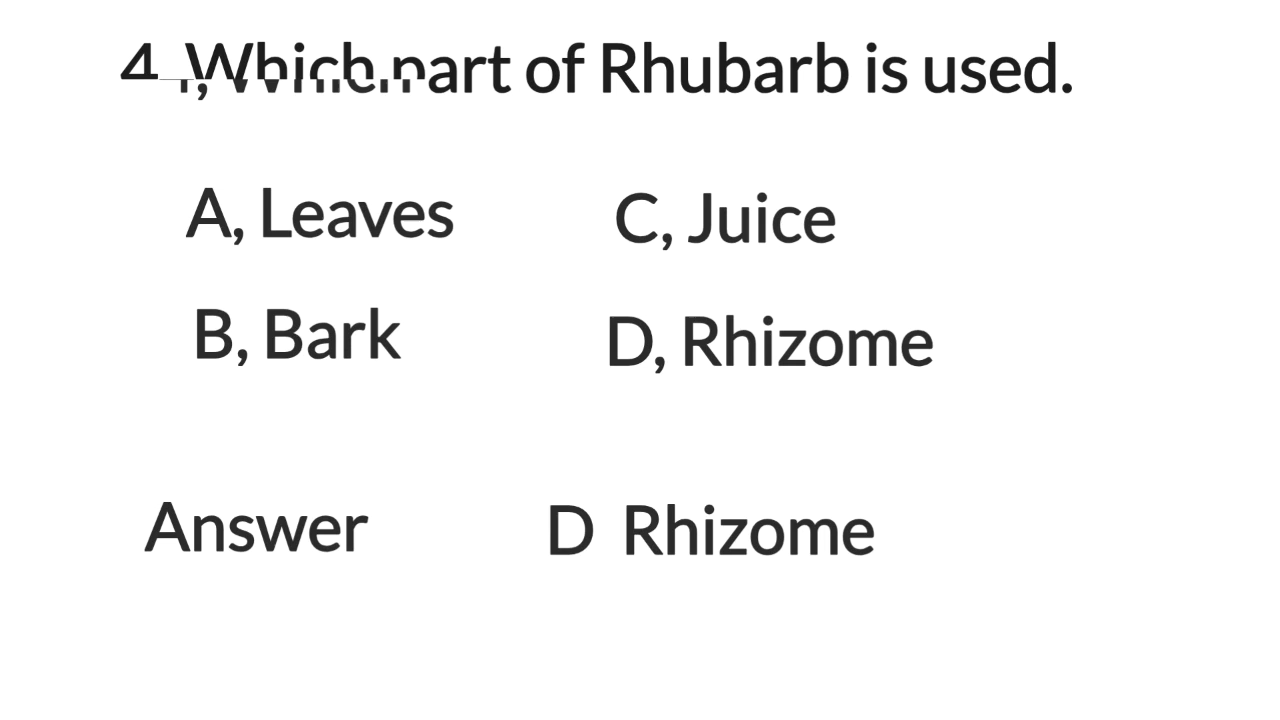 4, Which part of Rhubarb is used.
A, Leaves
C, Juice
B, Bark
D, Rhizome
Answer D Rhizome